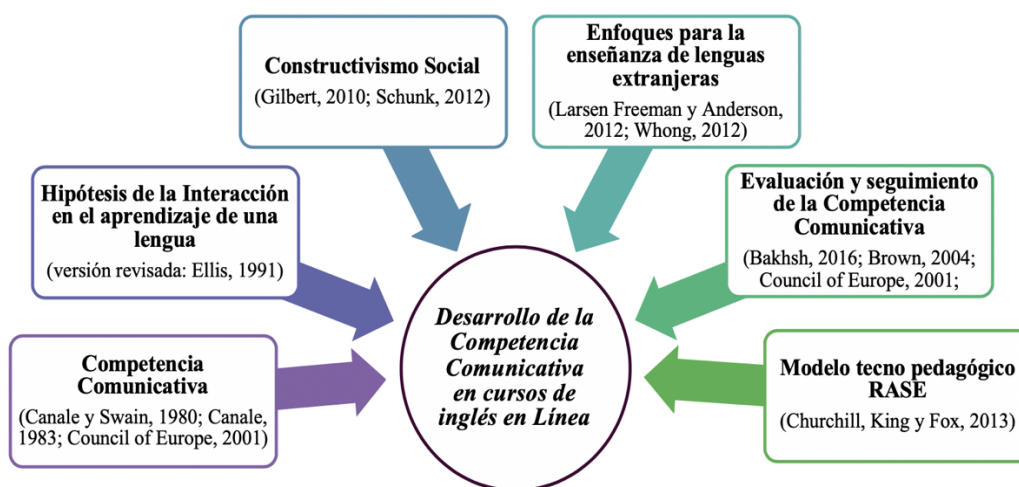 Constructivismo Social
(Gilbert, 2010; Schunk, 2012)
Enfoques para la
enseñanza de lenguas
extranjeras
(Larsen Freeman y Anderson,
2012; Whong, 2012)
Hipótesis de la Interacción
en el aprendizaje de una
lengua
(versión revisada: Ellis, 1991)
Evaluación y seguimiento
de la Competencia
Comunicativa
(Bakhsh, 2016; Brown, 2004;
Council of Europe, 2001;
Competencia
Comunicativa
(Canale y Swain, 1980; Canale,
1983; Council of Europe, 2001)
Desarrollo de la
Competencia
Comunicativa
en cursos de
inglés en Línea
Modelo tecno pedagógico
RASE
(Churchill, King y Fox, 2013)